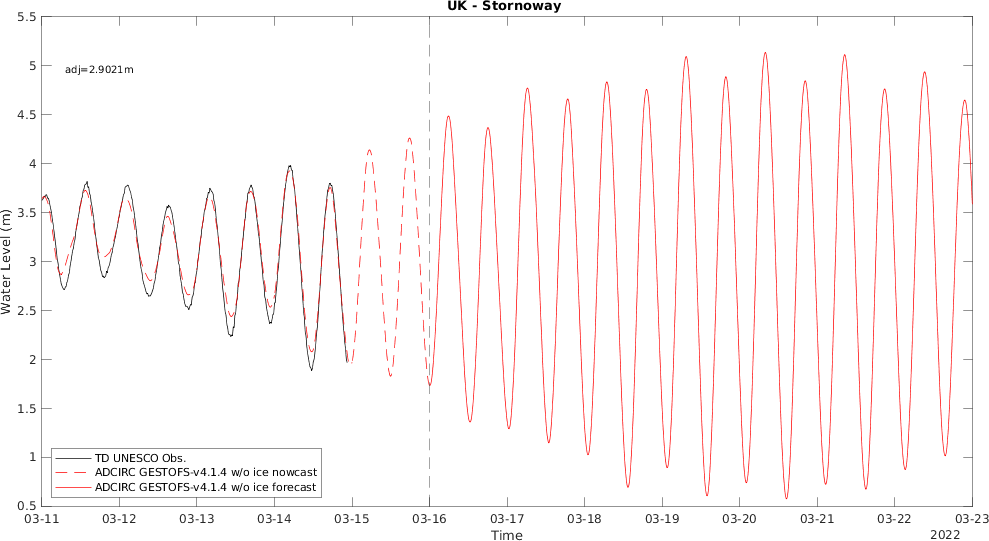 UK - Stornoway
adj=2.9021m
Water Level (m)
5.5
5
4.5
4
3.5
3
2.5
2
1.5
1
0.5
TD UNESCO Obs.
ADCIRC GESTOFS-v4.1.4 w/o ice nowcast
ADCIRC GESTOFS-v4.1.4 w/o ice forecast
03-11 03-12 03-13 03-14 03-15 03-16 03-17 03-18 03-19 03-20 03-21 03-22 03-23
Time
2022